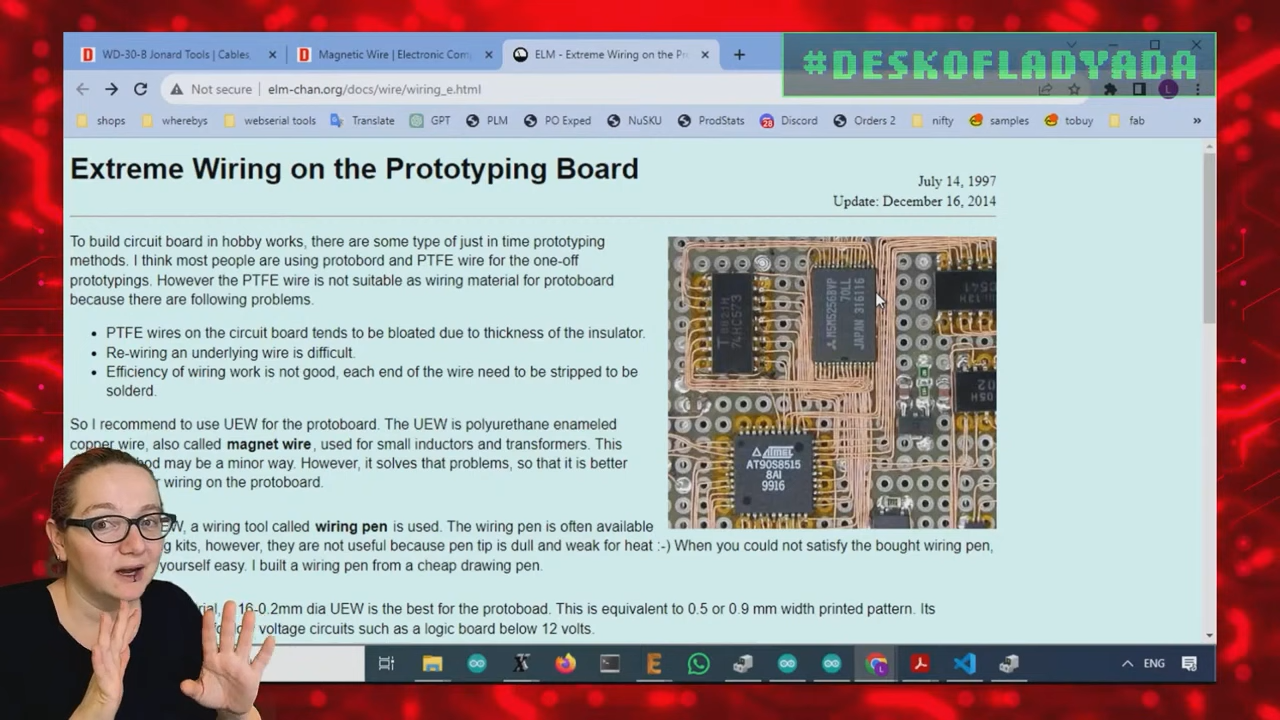 #DESKOFLADYADA
WD-30-B Jonard Tools | Cables,
Magnetic Wire | Electronic Com
ELM - Extreme Wiring on the Pr
Not secure
elm-chan.org/docs/wire/wiring_e.html
L
shops
whereby s
webserial tools
Translate
GPT
PLM
PO Exped
NuSKU
ProdStats
28
Discord
Orders 2
nifty
samples
tobuy
fab
»
Extreme Wiring on the Prototyping Board
July 14, 1997
Update: December 16, 2014
To build circuit board in hobby works, there are some type of just in time prototyping
methods. I think most people are using protobord and PTFE wire for the one-off
prototypings. However the PTFE wire is not suitable as wiring material for protoboard
because there are following problems.
• PTFE wires on the circuit board tends to be bloated due to thickness of the insulator.
• Re-wiring an underlying wire is difficult.
• Efficiency of wiring work is not good, each end of the wire need to be stripped to be
solderd.
So I recommend to use UEW for the protoboard. The UEW is polyurethane enameled
copper wire, also called magnet wire, used for small inductors and transformers. This
may be a minor way. However, it solves that problems, so that it is better
wiring on the protoboard.
a wiring tool called wiring pen is used. The wiring pen is often available
kits, however, they are not useful because pen tip is dull and weak for heat :-) When you could not satisfy the bought wiring pen,
yourself easy. I built a wiring pen from a cheap drawing pen.
16-0.2mm dia UEW is the best for the protoboad. This is equivalent to 0.5 or 0.9 mm width printed pattern. Its
voltage circuits such as a logic board below 12 volts.
74HC573
M5M5256BVP
70LL
JAPAN 316116
ATMEL
AT90S8515
8AI
9916
ENG